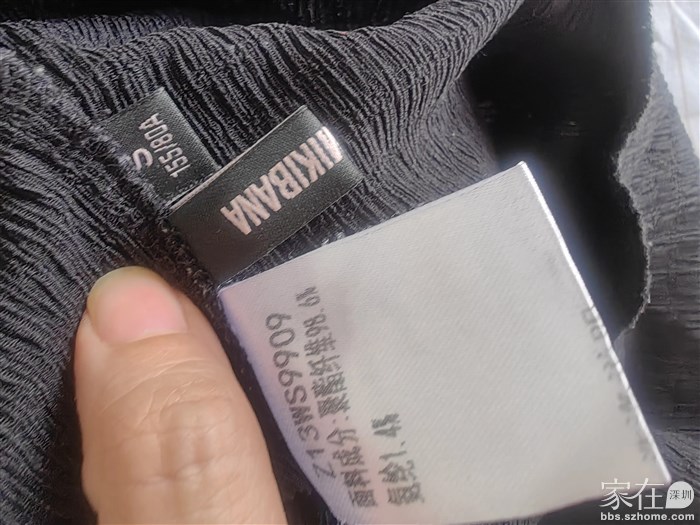 S
155/80A
AIKIBANA
Z13WS9909
面料成分:聚酯纤维98.6%
氨纶1.4%
家在深圳
bbs.szhome.com